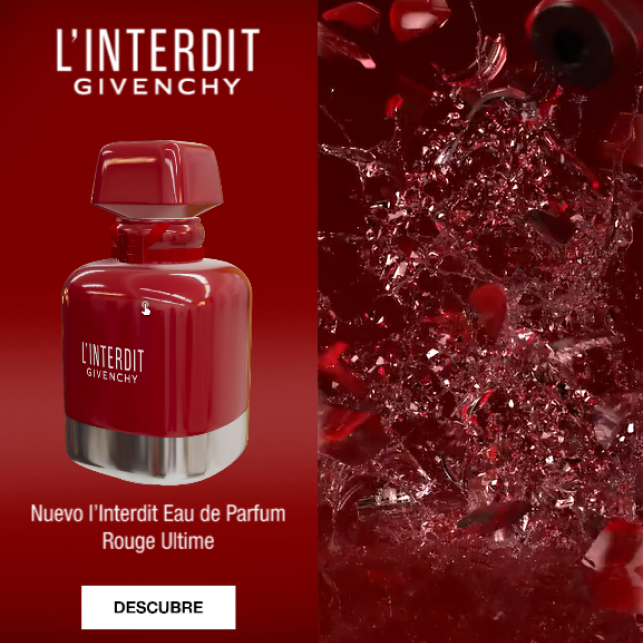 L'INTERDIT
GIVENCHY
L'INTERDIT
GIVENCHY
Nuevo l'Interdit Eau de Parfum
Rouge Ultime
DESCUBRE